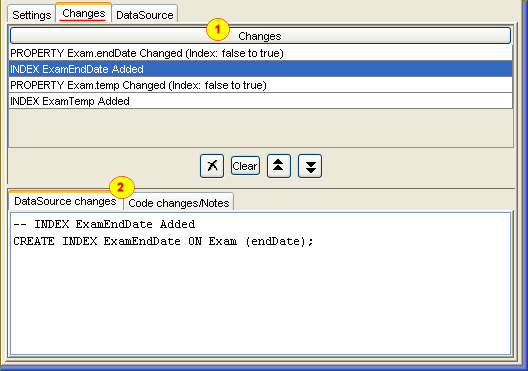 Settings Changes DataSource
1
Changes
PROPERTY Exam.endDate Changed (Index: false to true)
INDEX ExamEndDate Added
PROPERTY Exam.temp Changed (Index: false to true)
INDEX ExamTemp Added
Clear
2
DataSource changes Code changes/Notes
-- INDEX ExamEndDate Added
CREATE INDEX ExamEndDate ON Exam (endDate);